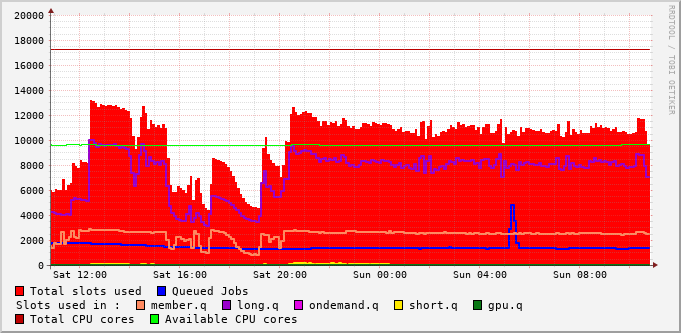 RRDTOOL / TOBI OETIKER
20000
18000
16000
14000
12000
10000
8000
6000
4000
2000
0
Sat 12:00 Sat 16:00 Sat 20:00 Sun 00:00 Sun 04:00 Sun 08:00
Total slots used Queued Jobs
Slots used in : member.q long.q ondemand.q short.q gpu.q
Total CPU cores Available CPU cores